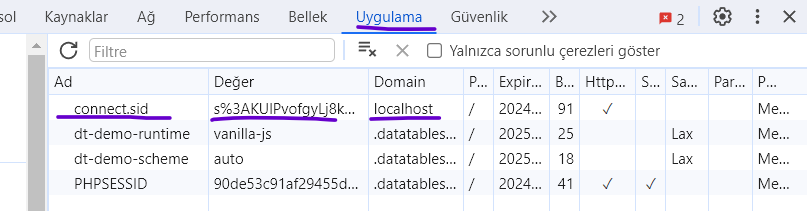 sol Kaynaklar Ağ Performans Bellek Uygulama Güvenlik 2
Filtre Yalnızca sorunlu çerezleri göster
Ad Değer Domain P... Expir... B... Http... S... Sa... Par... P...
connect.sid s%3AKUlPvofgyLj8k... localhost / 2024... 91 ✓ Me...
dt-demo-runtime vanilla-js .datatables... / 2025... 25 Lax Me...
dt-demo-scheme auto .datatables... / 2025... 18 Lax Me...
PHPSESSID 90de53c91af29455d... .datatables... / 2024... 41 ✓ ✓ Me...